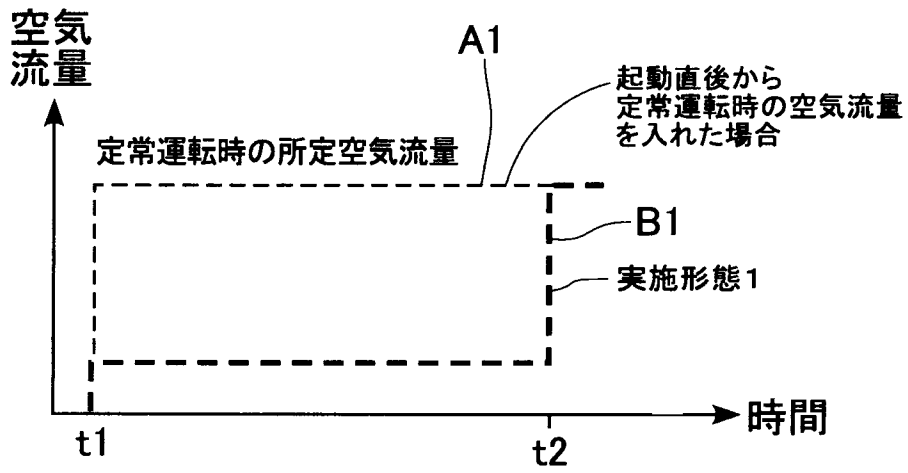 空気
流量
A1
起動直後から
定常運転時の空気流量
を入れた場合
定常運転時の所定空気流量
B1
実施形態1
t1
t2
時間